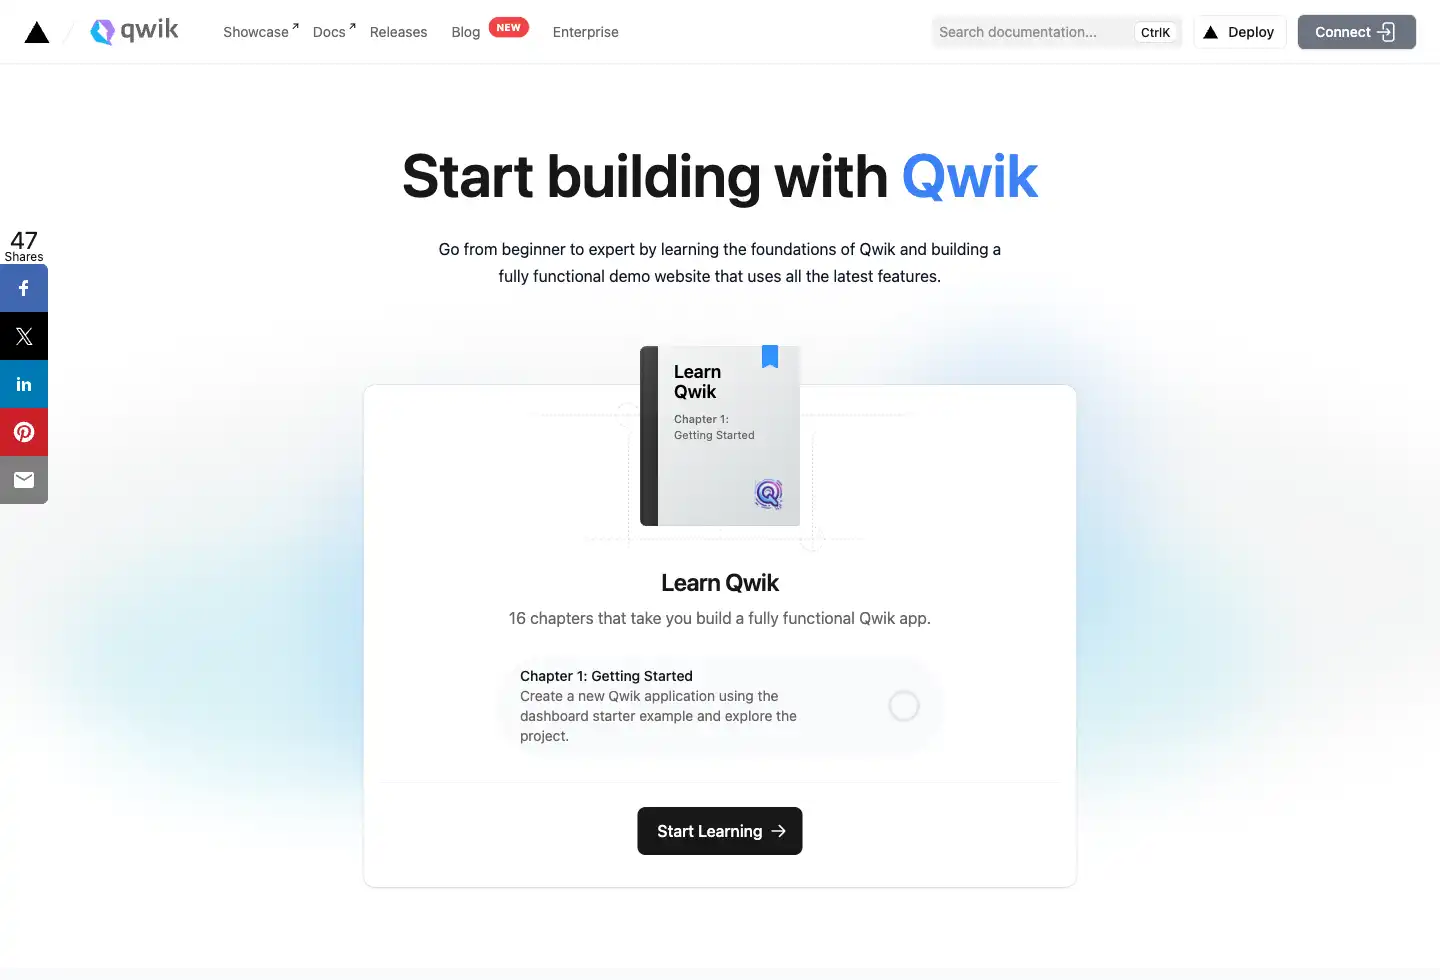 qwik
Showcase
Docs
Releases
Blog
NEW
Enterprise
Search documentation...
CtrlK
Deploy
Connect
Start building with Qwik
Go from beginner to expert by learning the foundations of Qwik and building a
fully functional demo website that uses all the latest features.
47
Shares
f
X
in
Learn
Qwik
Chapter 1:
Getting Started
Learn Qwik
16 chapters that take you build a fully functional Qwik app.
Chapter 1: Getting Started
Create a new Qwik application using the
dashboard starter example and explore the
project.
Start Learning